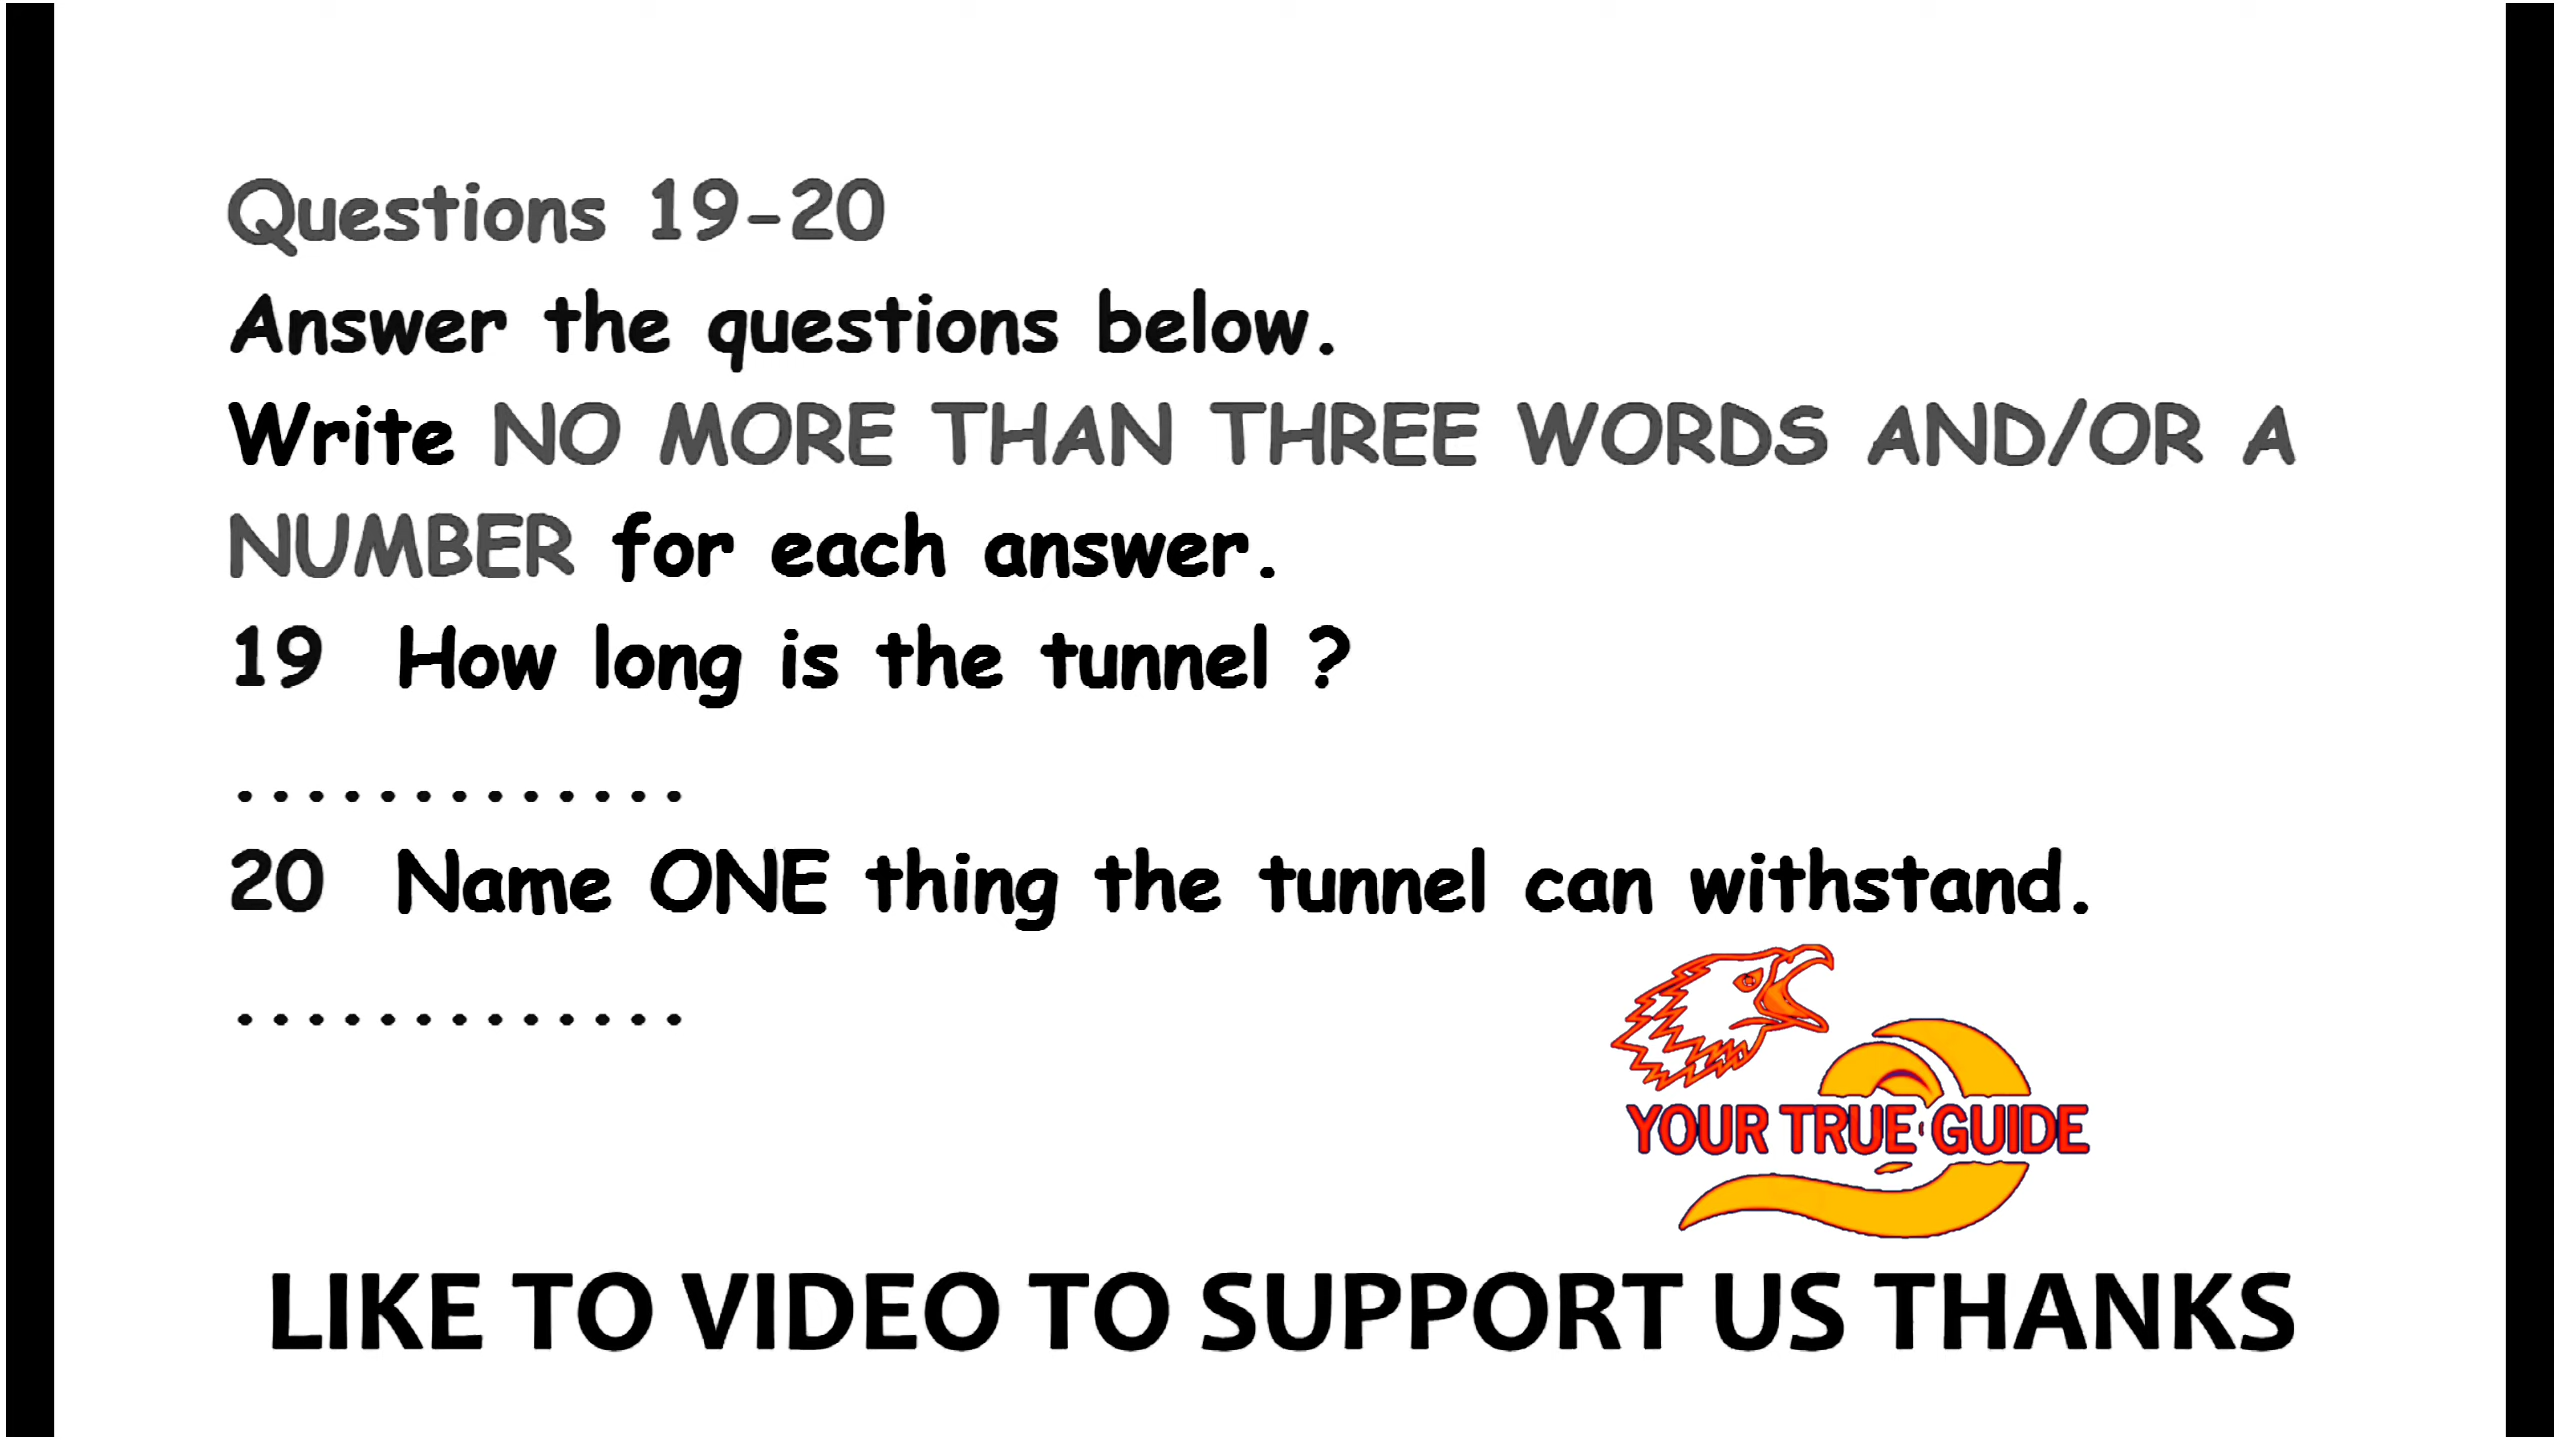 Questions 19-20
Answer the questions below.
Write NO MORE THAN THREE WORDS AND/OR A
NUMBER for each answer.
19 How long is the tunnel ?
.............
20 Name ONE thing the tunnel can withstand.
.............
YOUR TRUE GUIDE
LIKE TO VIDEO TO SUPPORT US THANKS